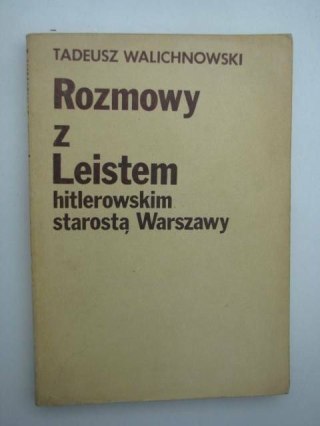 TADEUSZ WALICHNOWSKI
Rozmowy
z
Leistem
hitlerowskim
starostą Warszawy